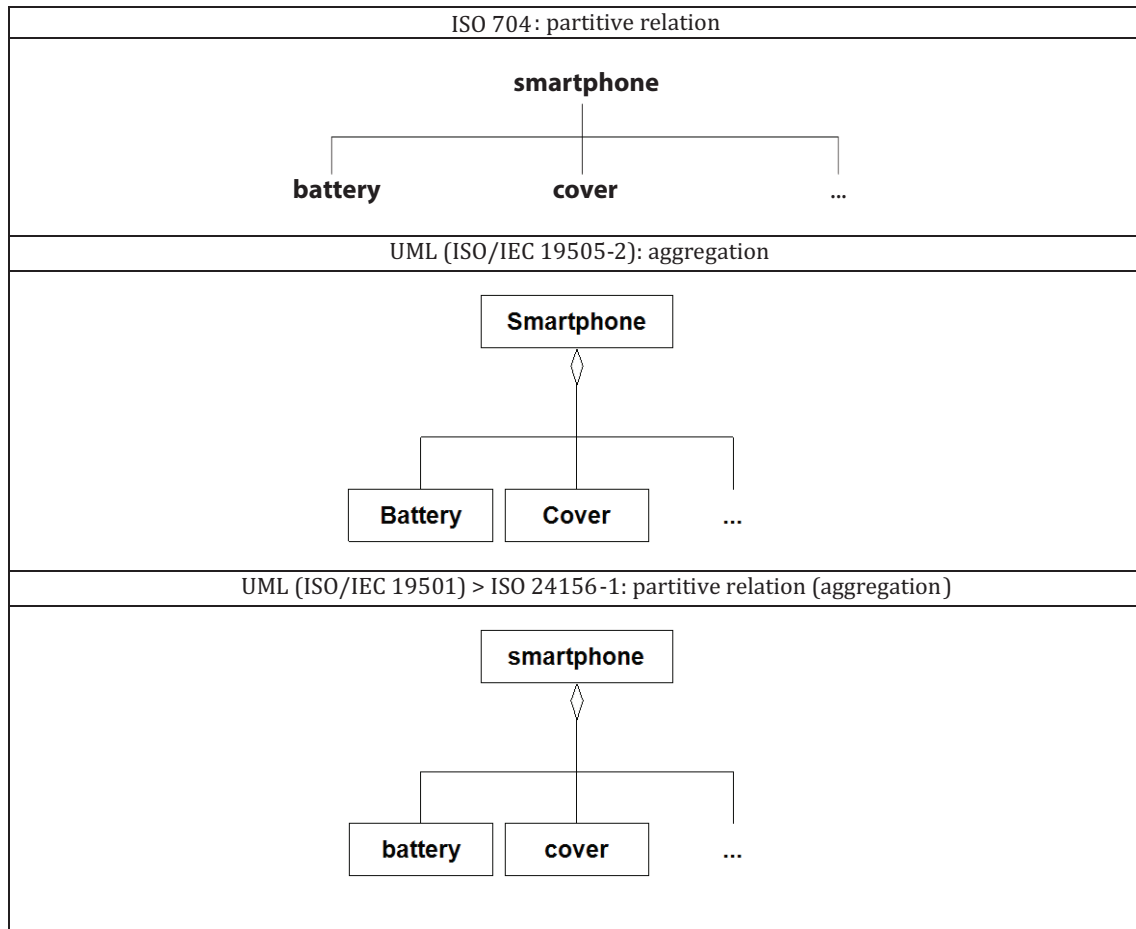 ISO 704: partitive relation
smartphone
battery cover ...
UML (ISO/IEC 19505-2): aggregation
Smartphone
Battery Cover ...
UML (ISO/IEC 19501) > ISO 24156-1: partitive relation (aggregation)
smartphone
battery cover ...